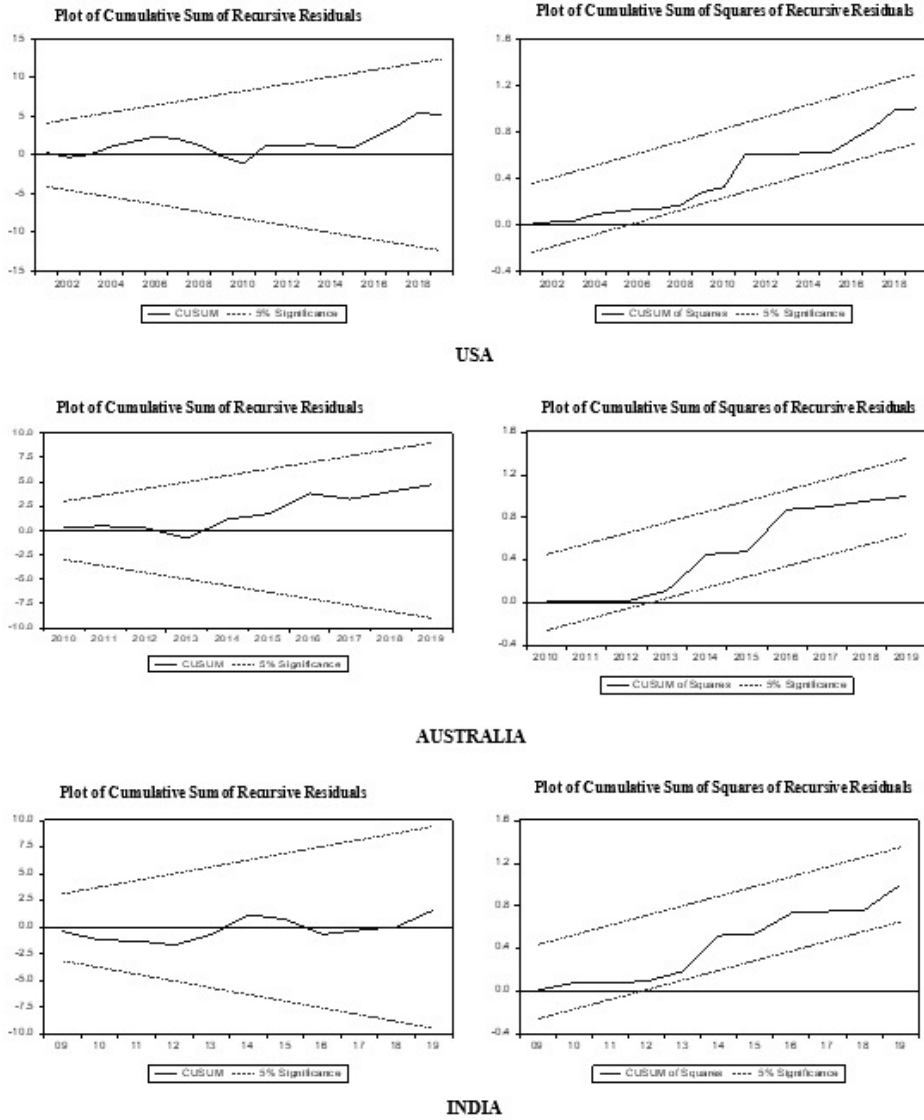 Plot of Cumulative Sum of Recursive Residuals
15
10
5
0
-5
-10
-15
2002 2004 2006 2008 2010 2012 2014 2016 2018
CUSUM 5% Significance
Plot of Cumulative Sum of Squares of Recursive Residuals
1.6
1.2
0.8
0.4
0.0
-0.4
2002 2004 2006 2008 2010 2012 2014 2016 2018
CUSUM of Squares 5% Significance
USA
Plot of Cumulative Sum of Recursive Residuals
10.0
7.5
5.0
2.5
0.0
-2.5
-5.0
-7.5
-10.0
2010 2011 2012 2013 2014 2015 2016 2017 2018 2019
CUSUM 5% Significance
Plot of Cumulative Sum of Squares of Recursive Residuals
1.6
1.2
0.8
0.4
0.0
-0.4
2010 2011 2012 2013 2014 2015 2016 2017 2018 2019
CUSUM of Squares 5% Significance
AUSTRALIA
Plot of Cumulative Sum of Recursive Residuals
10.0
7.5
5.0
2.5
0.0
-2.5
-5.0
-7.5
-10.0
09 10 11 12 13 14 15 16 17 18 19
CUSUM 5% Significance
Plot of Cumulative Sum of Squares of Recursive Residuals
1.6
1.2
0.8
0.4
0.0
-0.4
09 10 11 12 13 14 15 16 17 18 19
CUSUM of Squares 5% Significance
INDIA